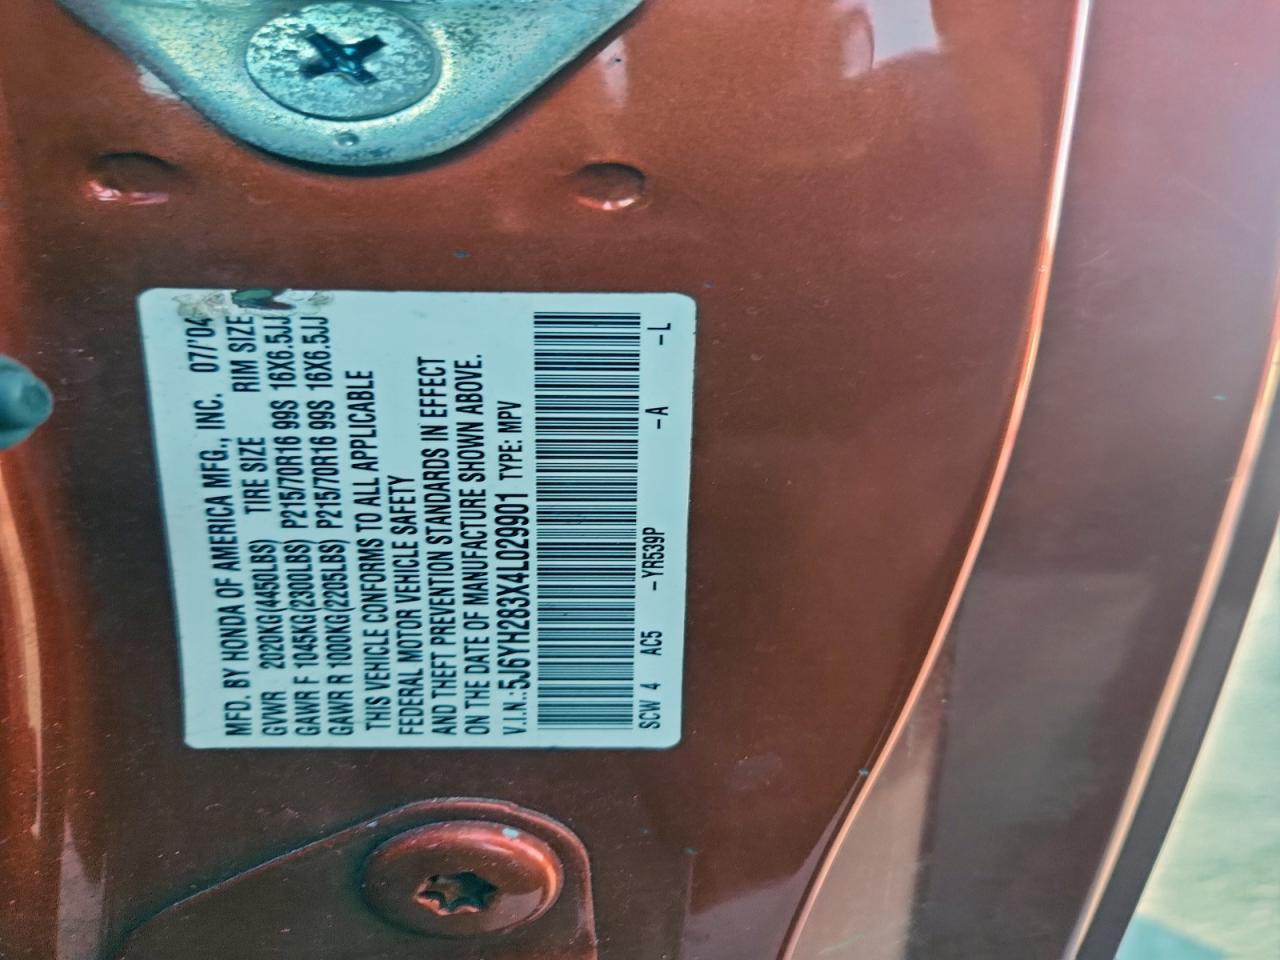 MFD. BY HONDA OF AMERICA MFG., INC. 07/'04
GVWR 2020KG(4450LBS) TIRE SIZE RIM SIZE
GAWR F 1045KG(2300LBS) P215/70R16 99S 16X6.5JJ
GAWR R 1000KG(2205LBS) P215/70R16 99S 16X6.5JJ
THIS VEHICLE CONFORMS TO ALL APPLICABLE
FEDERAL MOTOR VEHICLE SAFETY
AND THEFT PREVENTION STANDARDS IN EFFECT
ON THE DATE OF MANUFACTURE SHOWN ABOVE.
V.I.N.:5J6YH283X4L029901 TYPE: MPV
SCW 4 AC5 –YR539P –A –L